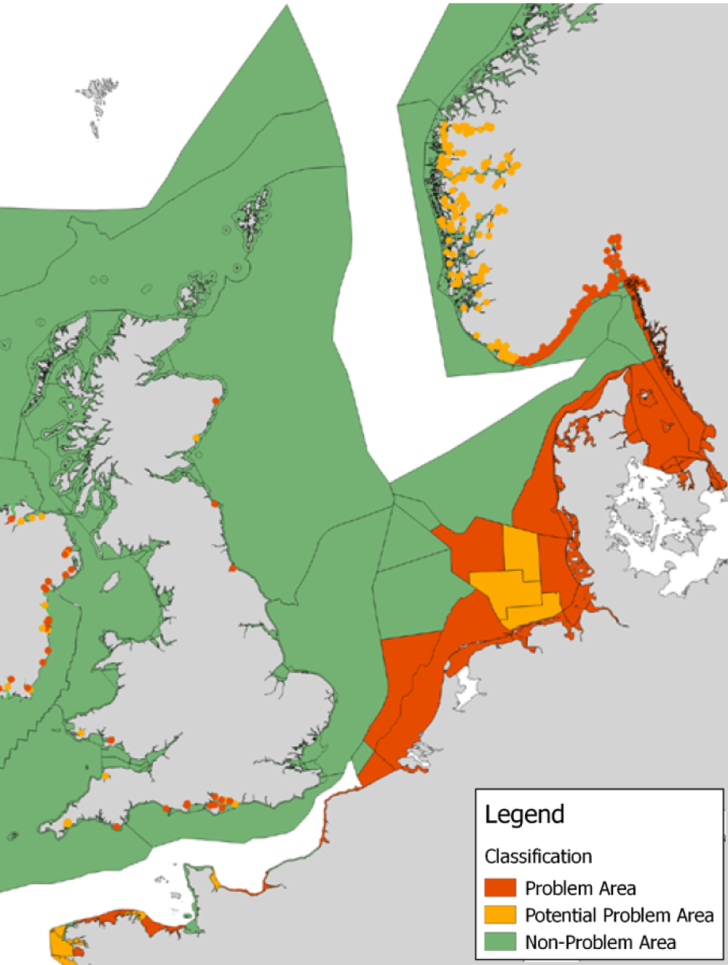 Legend
Classification
Problem Area
Potential Problem Area
Non-Problem Area